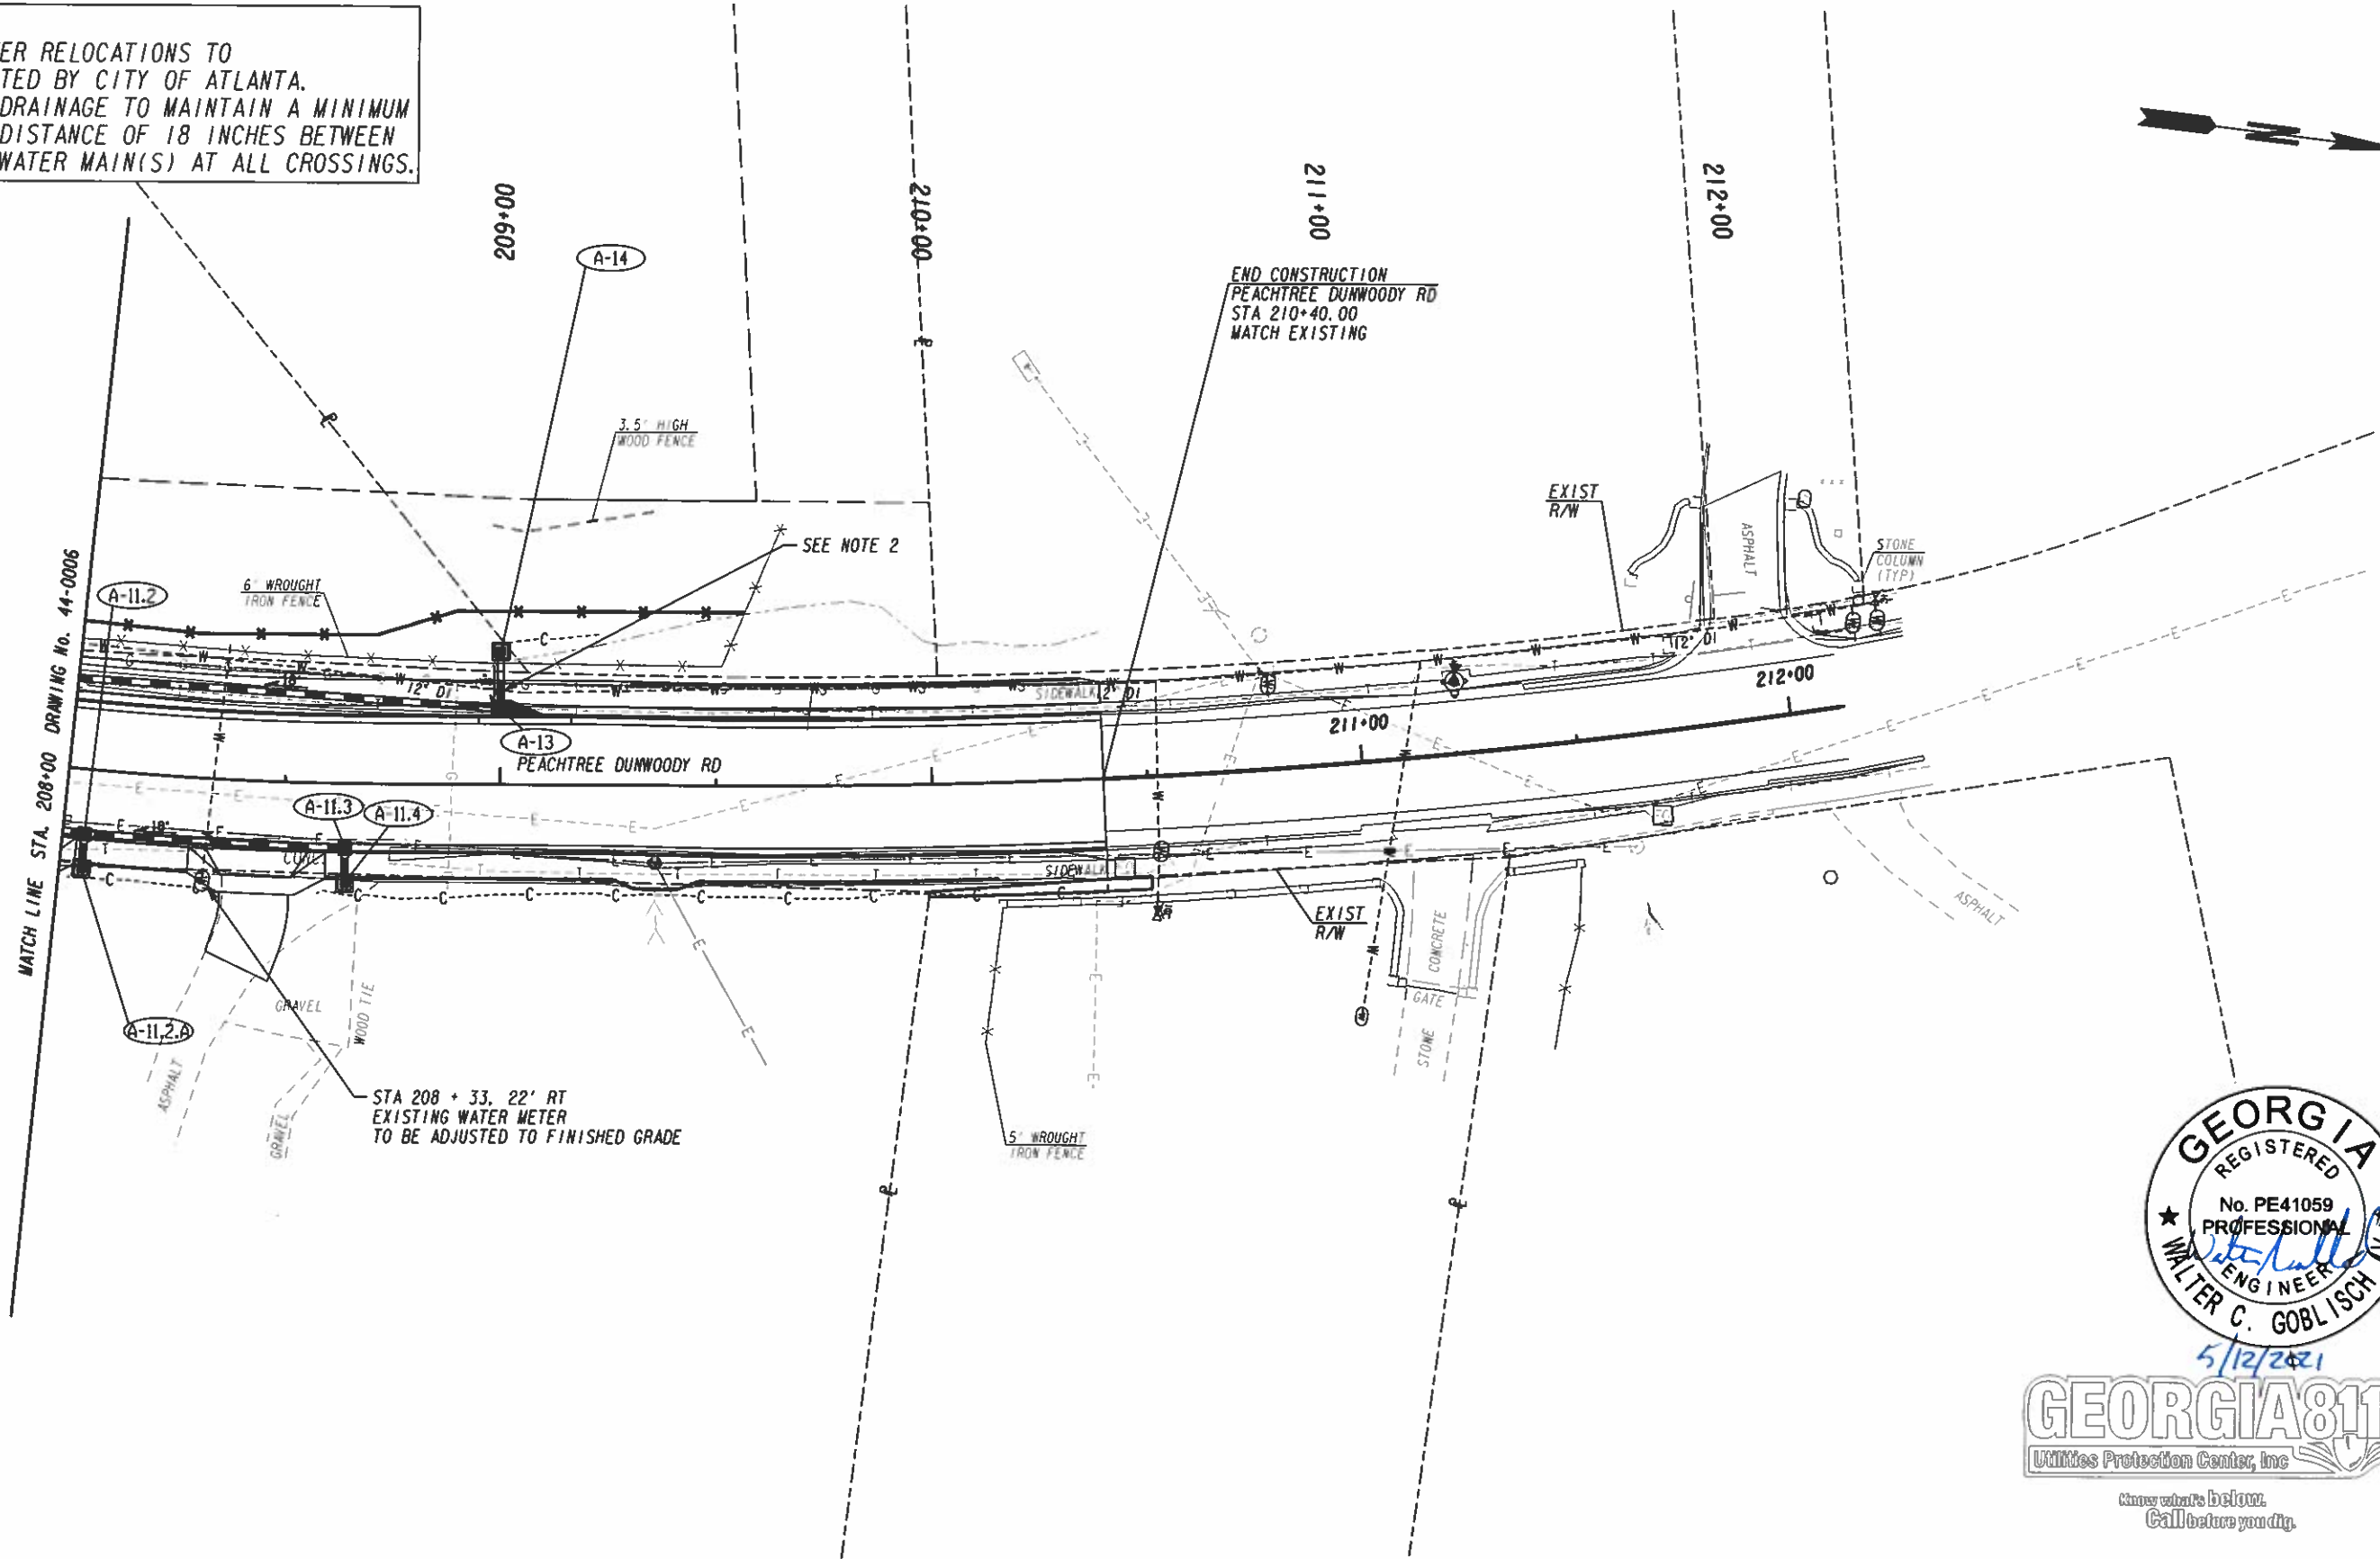 ER RELOCATIONS TO
TED BY CITY OF ATLANTA.
DRAINAGE TO MAINTAIN A MINIMUM
DISTANCE OF 18 INCHES BETWEEN
WATER MAIN(S) AT ALL CROSSINGS.
209+00
210+00
211+00
212+00
A-14
END CONSTRUCTION
PEACHTREE DUNWOODY RD
STA 210+40.00
MATCH EXISTING
3.5' HIGH
WOOD FENCE
SEE NOTE 2
EXIST
R/W
ASPHALT
STONE
COLUMN
(TYP)
6' WROUGHT
IRON FENCE
A-11.2
MATCH LINE STA. 208+00 DRAWING No. 44-0006
12" DI
SIDEWALK
12" DI
12" DI
A-13
PEACHTREE DUNWOODY RD
211+00
212+00
A-11.3
A-11.4
18"
18"
SIDEWALK
EXIST
R/W
CONCRETE
GATE
STONE
ASPHALT
A-11.2.A
GRAVEL
WOOD TIE
ASPHALT
GRAVEL
STA 208 + 33, 22' RT
EXISTING WATER METER
TO BE ADJUSTED TO FINISHED GRADE
5' WROUGHT
IRON FENCE
GEORGIA
REGISTERED
No. PE41059
PROFESSIONAL
ENGINEER
WALTER C. GOBLISCH
5/12/2021
GEORGIA811
Utilities Protection Center, Inc
Know what's below.
Call before you dig.